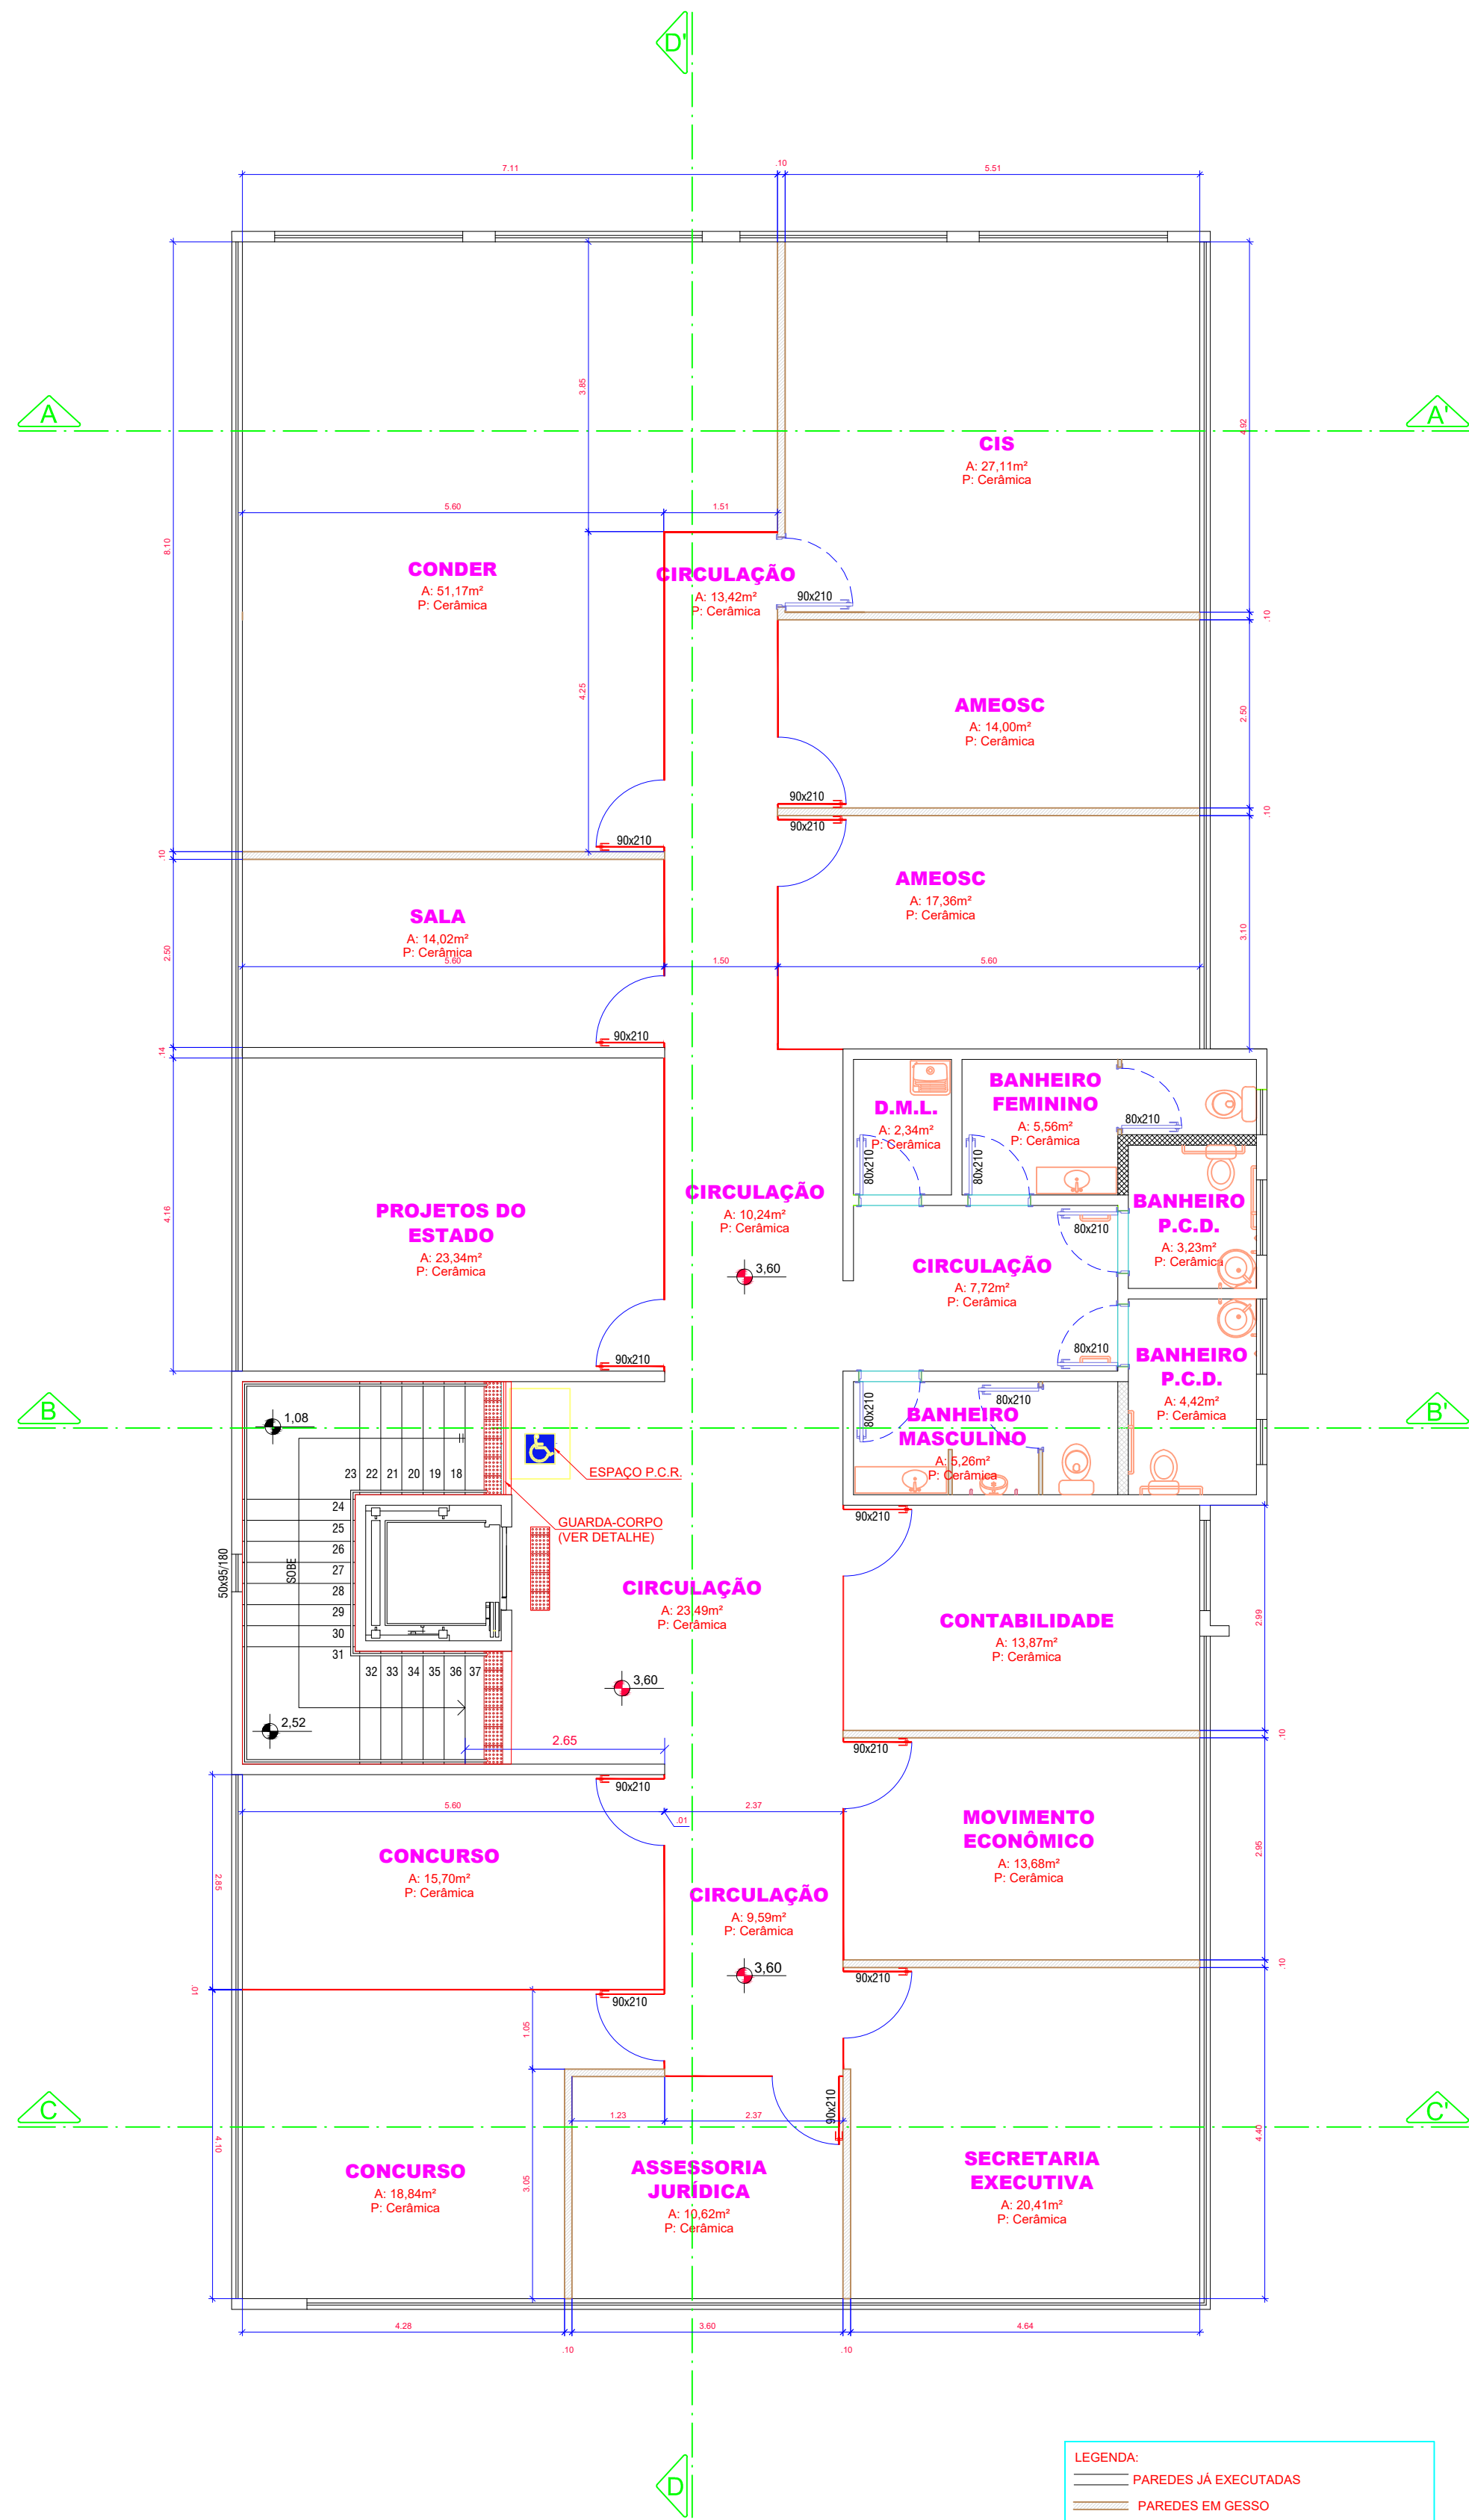 D'
7.11
.10
5.51
A
A'
3.85
4.92
CIS
A: 27,11m²
P: Cerâmica
5.60
1.51
8.10
CONDER
A: 51,17m²
P: Cerâmica
CIRCULAÇÃO
A: 13,42m²
P: Cerâmica
90x210
.10
4.25
AMEOSC
A: 14,00m²
P: Cerâmica
2.50
90x210
90x210
.10
90x210
.10
AMEOSC
A: 17,36m²
P: Cerâmica
3.10
SALA
A: 14,02m²
P: Cerâmica
2.50
5.60
1.50
5.60
90x210
.14
D.M.L.
A: 2,34m²
P: Cerâmica
80x210
BANHEIRO
FEMININO
A: 5,56m²
P: Cerâmica
80x210
80x210
PROJETOS DO
ESTADO
A: 23,34m²
P: Cerâmica
4.16
CIRCULAÇÃO
A: 10,24m²
P: Cerâmica
3,60
BANHEIRO
P.C.D.
A: 3,23m²
P: Cerâmica
80x210
CIRCULAÇÃO
A: 7,72m²
P: Cerâmica
80x210
90x210
BANHEIRO
P.C.D.
A: 4,42m²
P: Cerâmica
B
B'
1,08
80x210
80x210
BANHEIRO
MASCULINO
A: 5,26m²
P: Cerâmica
23 22 21 20 19 18
ESPAÇO P.C.R.
24
25
26
27
28
29
30
31
SOBE
50x95/180
GUARDA-CORPO
(VER DETALHE)
90x210
CIRCULAÇÃO
A: 23,49m²
P: Cerâmica
CONTABILIDADE
A: 13,87m²
P: Cerâmica
2.99
32 33 34 35 36 37
3,60
2,52
2.65
90x210
.10
90x210
5.60
.01
2.37
MOVIMENTO
ECONÔMICO
A: 13,68m²
P: Cerâmica
2.95
CONCURSO
A: 15,70m²
P: Cerâmica
2.85
CIRCULAÇÃO
A: 9,59m²
P: Cerâmica
3,60
90x210
.10
.01
90x210
1.05
C
C'
1.23
2.37
90x210
4.10
3.05
4.40
CONCURSO
A: 18,84m²
P: Cerâmica
ASSESSORIA
JURÍDICA
A: 10,62m²
P: Cerâmica
SECRETARIA
EXECUTIVA
A: 20,41m²
P: Cerâmica
4.28
.10
3.60
.10
4.64
D
LEGENDA:
PAREDES JÁ EXECUTADAS
PAREDES EM GESSO